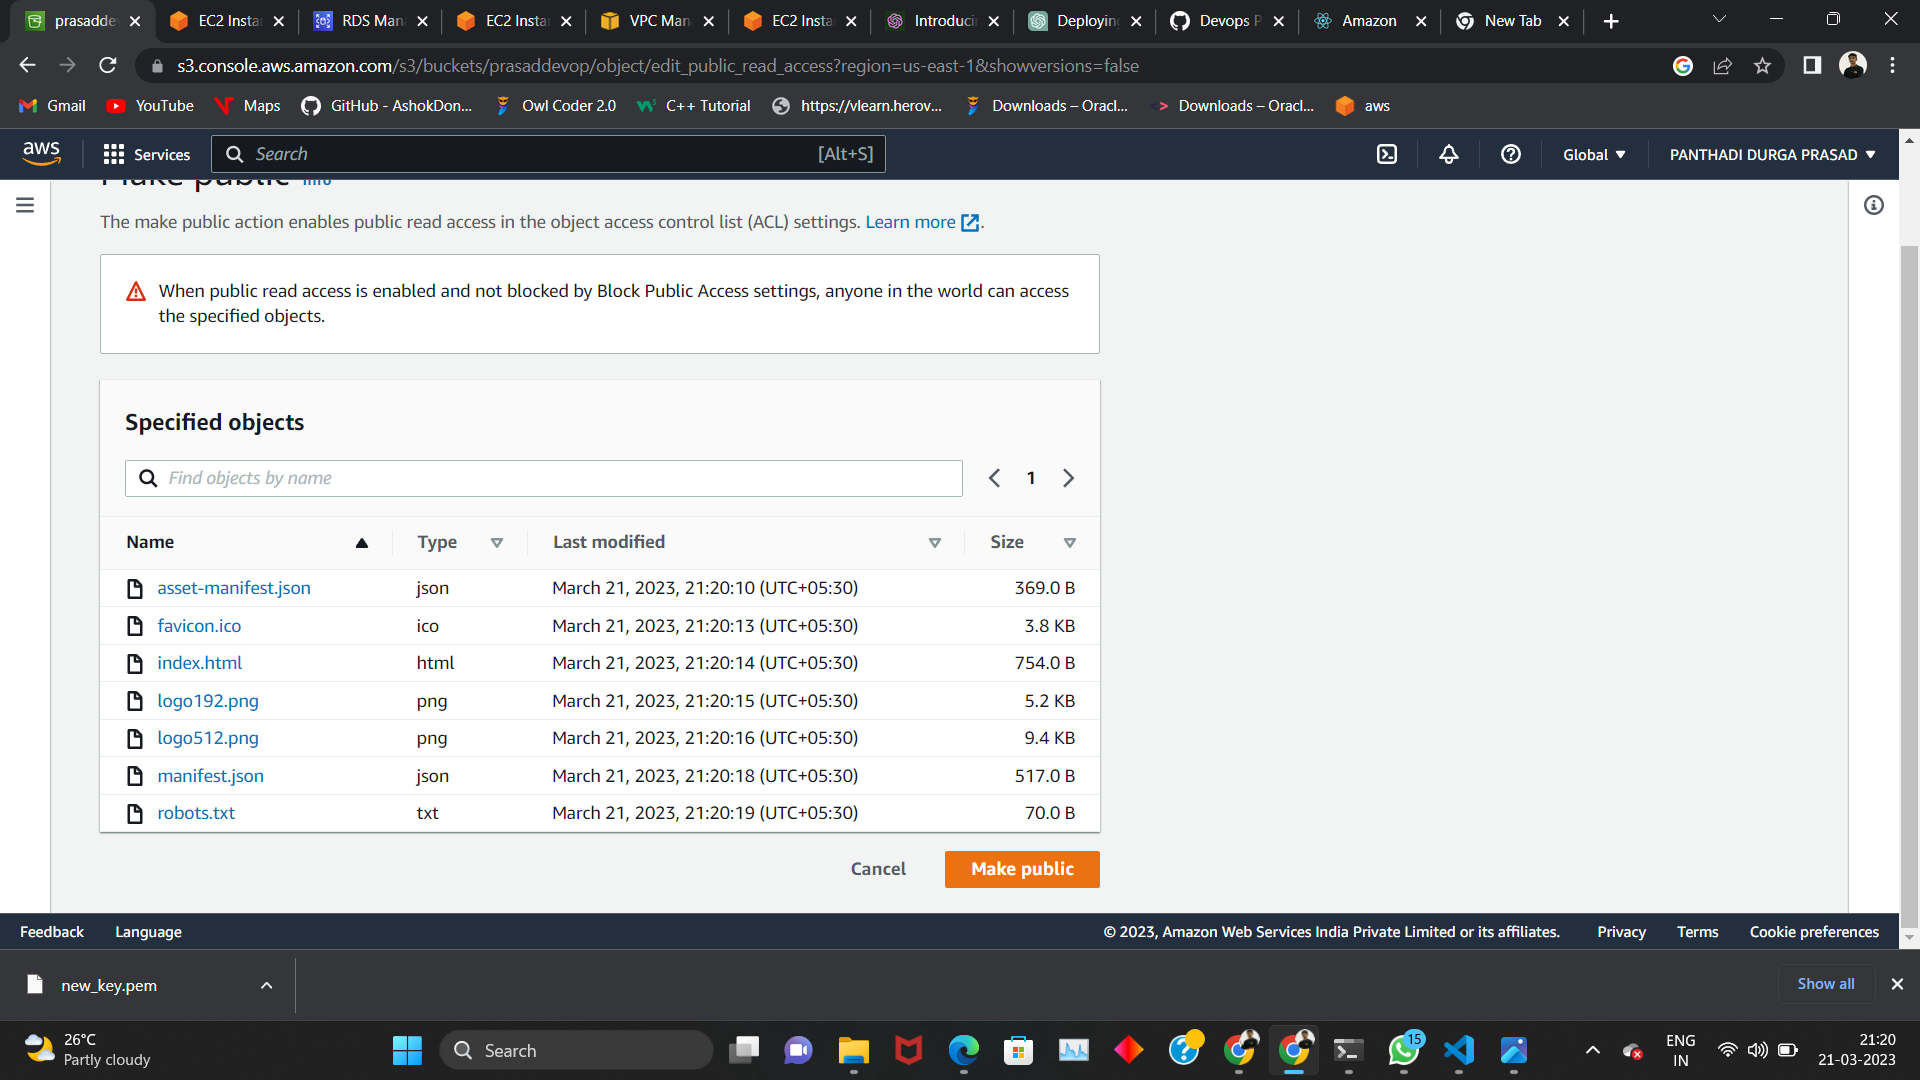 prasaddev
EC2 Insta
RDS Man
EC2 Insta
VPC Man
EC2 Insta
Introducin
Deploying
Devops P
Amazon
New Tab
s3.console.aws.amazon.com/s3/buckets/prasaddevop/object/edit_public_read_access?region=us-east-1&showversions=false
Gmail
YouTube
Maps
GitHub - AshokDon...
Owl Coder 2.0
C++ Tutorial
https://vlearn.herov...
Downloads – Oracl...
Downloads – Oracl...
aws
aws
Services
Search
[Alt+S]
Global
PANTHADI DURGA PRASAD
Make public Info
The make public action enables public read access in the object access control list (ACL) settings. Learn more.
When public read access is enabled and not blocked by Block Public Access settings, anyone in the world can access
the specified objects.
Specified objects
Find objects by name
1
Name Type Last modified Size
asset-manifest.json json March 21, 2023, 21:20:10 (UTC+05:30) 369.0 B
favicon.ico ico March 21, 2023, 21:20:13 (UTC+05:30) 3.8 KB
index.html html March 21, 2023, 21:20:14 (UTC+05:30) 754.0 B
logo192.png png March 21, 2023, 21:20:15 (UTC+05:30) 5.2 KB
logo512.png png March 21, 2023, 21:20:16 (UTC+05:30) 9.4 KB
manifest.json json March 21, 2023, 21:20:18 (UTC+05:30) 517.0 B
robots.txt txt March 21, 2023, 21:20:19 (UTC+05:30) 70.0 B
Cancel
Make public
Feedback
Language
© 2023, Amazon Web Services India Private Limited or its affiliates.
Privacy
Terms
Cookie preferences
new_key.pem
Show all
26°C
Partly cloudy
Search
15
ENG
IN
21:20
21-03-2023